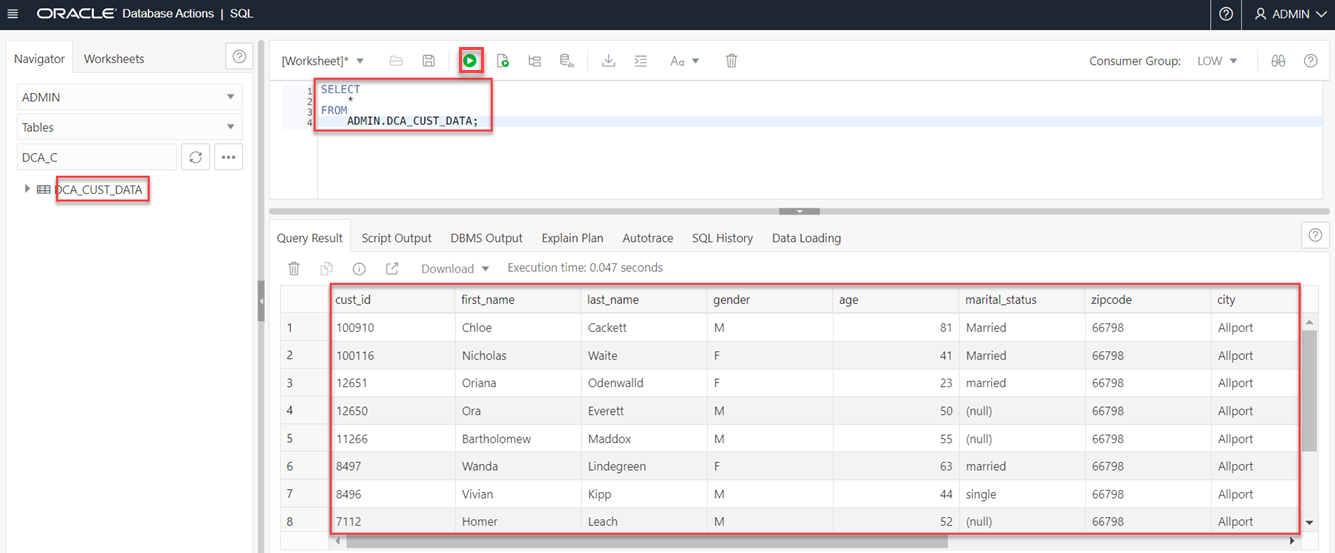 ORACLE Database Actions | SQL
ADMIN
Navigator
Worksheets
ADMIN
Tables
DCA_C
DCA_CUST_DATA
[Worksheet]*
Aa
Consumer Group: LOW
1 SELECT
2 *
3 FROM
4 ADMIN.DCA_CUST_DATA;
Query Result Script Output DBMS Output Explain Plan Autotrace SQL History Data Loading
Download Execution time: 0.047 seconds
cust_id first_name last_name gender age marital_status zipcode city
1 100910 Chloe Cackett M 81 Married 66798 Allport
2 100116 Nicholas Waite F 41 Married 66798 Allport
3 12651 Oriana Odenwalld F 23 married 66798 Allport
4 12650 Ora Everett M 50 (null) 66798 Allport
5 11266 Bartholomew Maddox M 55 (null) 66798 Allport
6 8497 Wanda Lindegreen F 63 married 66798 Allport
7 8496 Vivian Kipp M 44 single 66798 Allport
8 7112 Homer Leach M 52 (null) 66798 Allport